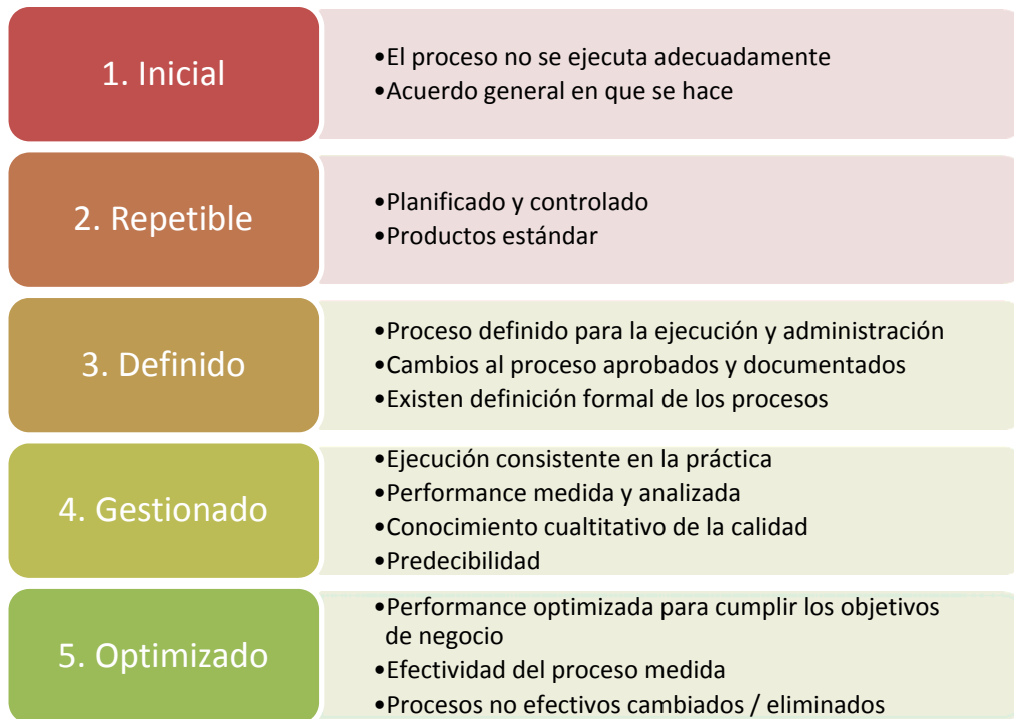 1. Inicial
•El proceso no se ejecuta adecuadamente
•Acuerdo general en que se hace
2. Repetible
•Planificado y controlado
•Productos estándar
3. Definido
•Proceso definido para la ejecución y administración
•Cambios al proceso aprobados y documentados
•Existen definición formal de los procesos
4. Gestionado
•Ejecución consistente en la práctica
•Performance medida y analizada
•Conocimiento cualtitativo de la calidad
•Predecibilidad
5. Optimizado
•Performance optimizada para cumplir los objetivos
de negocio
•Efectividad del proceso medida
•Procesos no efectivos cambiados / eliminados